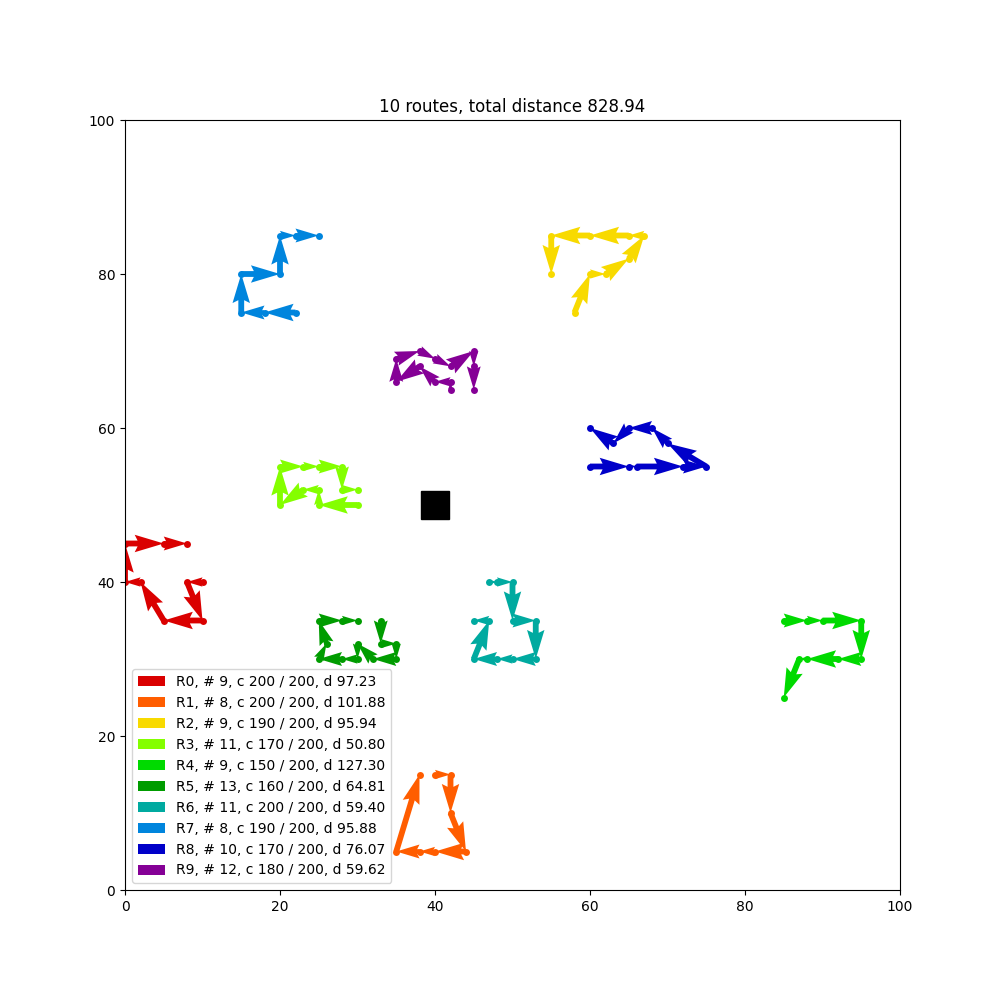 10 routes, total distance 828.94
100
80
60
40
20
0
R0, # 9, c 200 / 200, d 97.23
R1, # 8, c 200 / 200, d 101.88
R2, # 9, c 190 / 200, d 95.94
R3, # 11, c 170 / 200, d 50.80
R4, # 9, c 150 / 200, d 127.30
R5, # 13, c 160 / 200, d 64.81
R6, # 11, c 200 / 200, d 59.40
R7, # 8, c 190 / 200, d 95.88
R8, # 10, c 170 / 200, d 76.07
R9, # 12, c 180 / 200, d 59.62
0 20 40 60 80 100